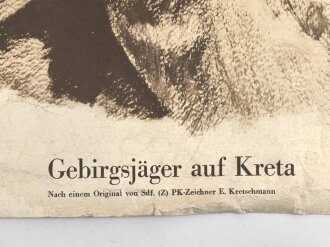 Gebirgsjäger auf Kreta
Nach einem Original von Sdf. (Z) PK-Zeichner E. Kretschmann